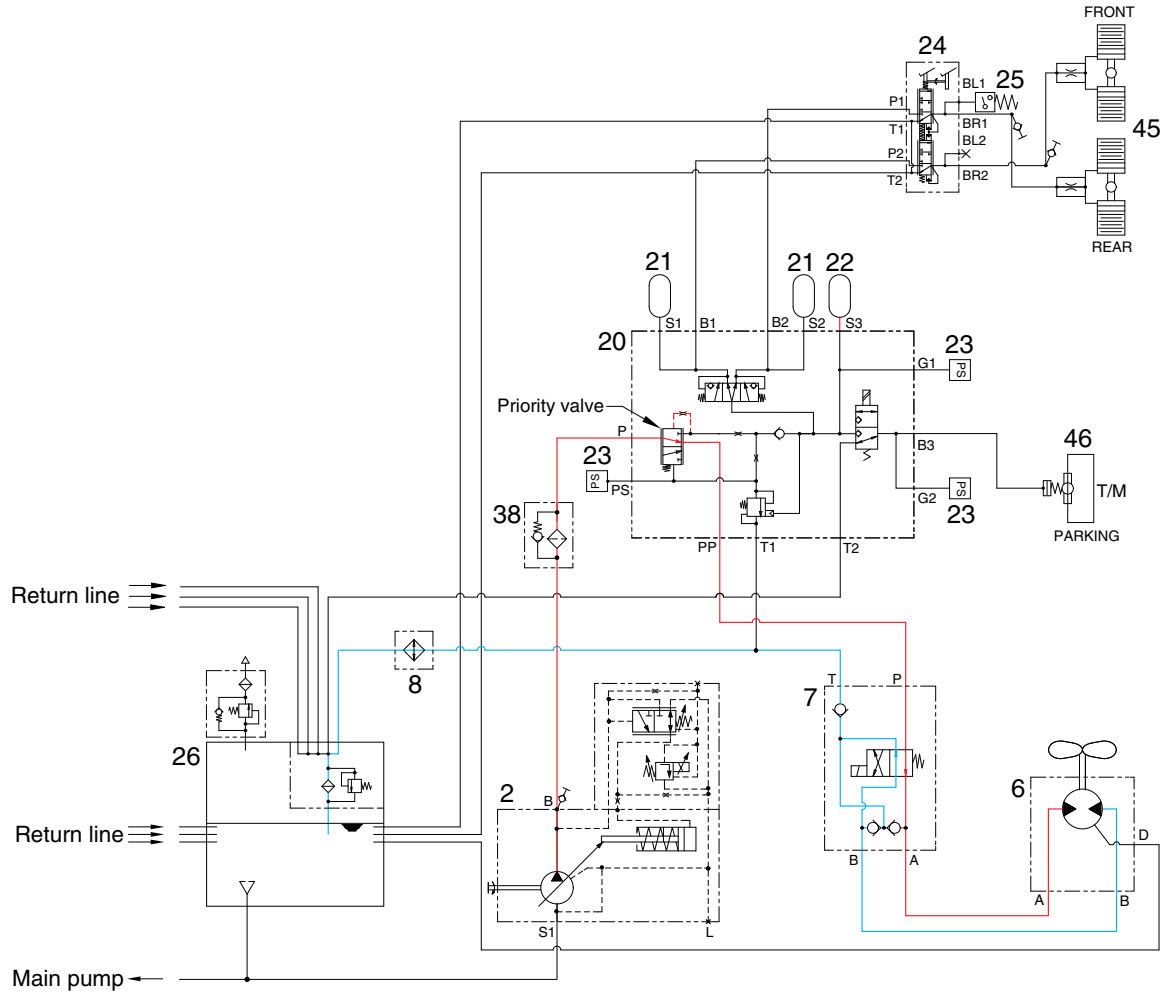 FRONT
24
BL1
25
P1
T1
BR1
BL2
45
P2
T2
BR2
REAR
21
21
22
S1
B1
B2
S2
S3
20
23
G1
PS
Priority valve
P
B3
46
23
PS
PS
G2
PS
23
T/M
38
PARKING
PP
T1
T2
Return line
8
T
P
7
26
2
B
6
Return line
D
B
A
A
B
S1
L
Main pump